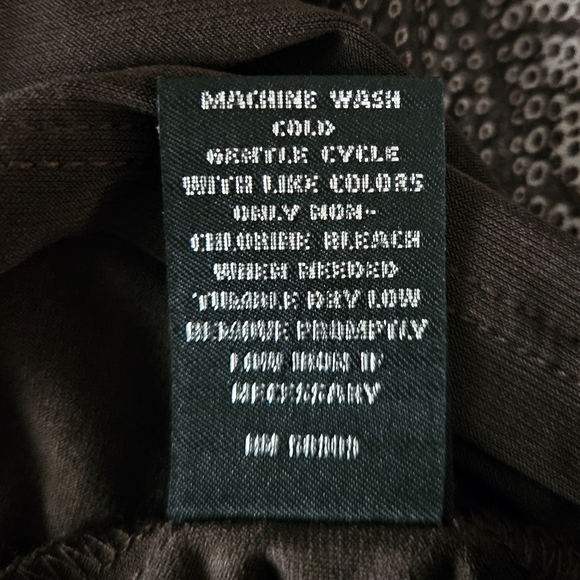 MACHINE WASH
COLD
GENTLE CYCLE
WITH LIKE COLORS
ONLY NON-
CHLORINE BLEACH
WHEN NEEDED
TUMBLE DRY LOW
REMOVE PROMPTLY
LOW IRON IF
NECESSARY